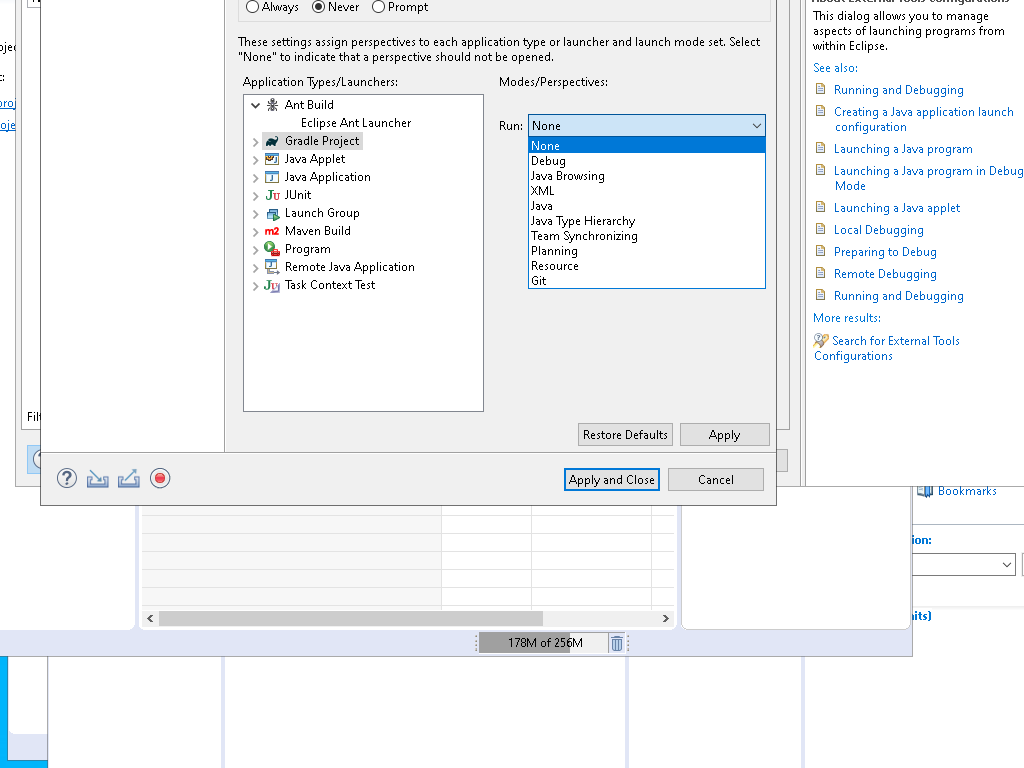 Always
Never
Prompt
These settings assign perspectives to each application type or launcher and launch mode set. Select
"None" to indicate that a perspective should not be opened.
Application Types/Launchers:
Modes/Perspectives:
Ant Build
Eclipse Ant Launcher
Gradle Project
Java Applet
Java Application
JUnit
Launch Group
Maven Build
Program
Remote Java Application
Task Context Test
Run:
None
None
Debug
Java Browsing
XML
Java
Java Type Hierarchy
Team Synchronizing
Planning
Resource
Git
Restore Defaults
Apply
Apply and Close
Cancel
This dialog allows you to manage
aspects of launching programs from
within Eclipse.
See also:
Running and Debugging
Creating a Java application launch
configuration
Launching a Java program
Launching a Java program in Debug
Mode
Launching a Java applet
Local Debugging
Preparing to Debug
Remote Debugging
Running and Debugging
More results:
Search for External Tools
Configurations
Bookmarks
ion:
178M of 256M